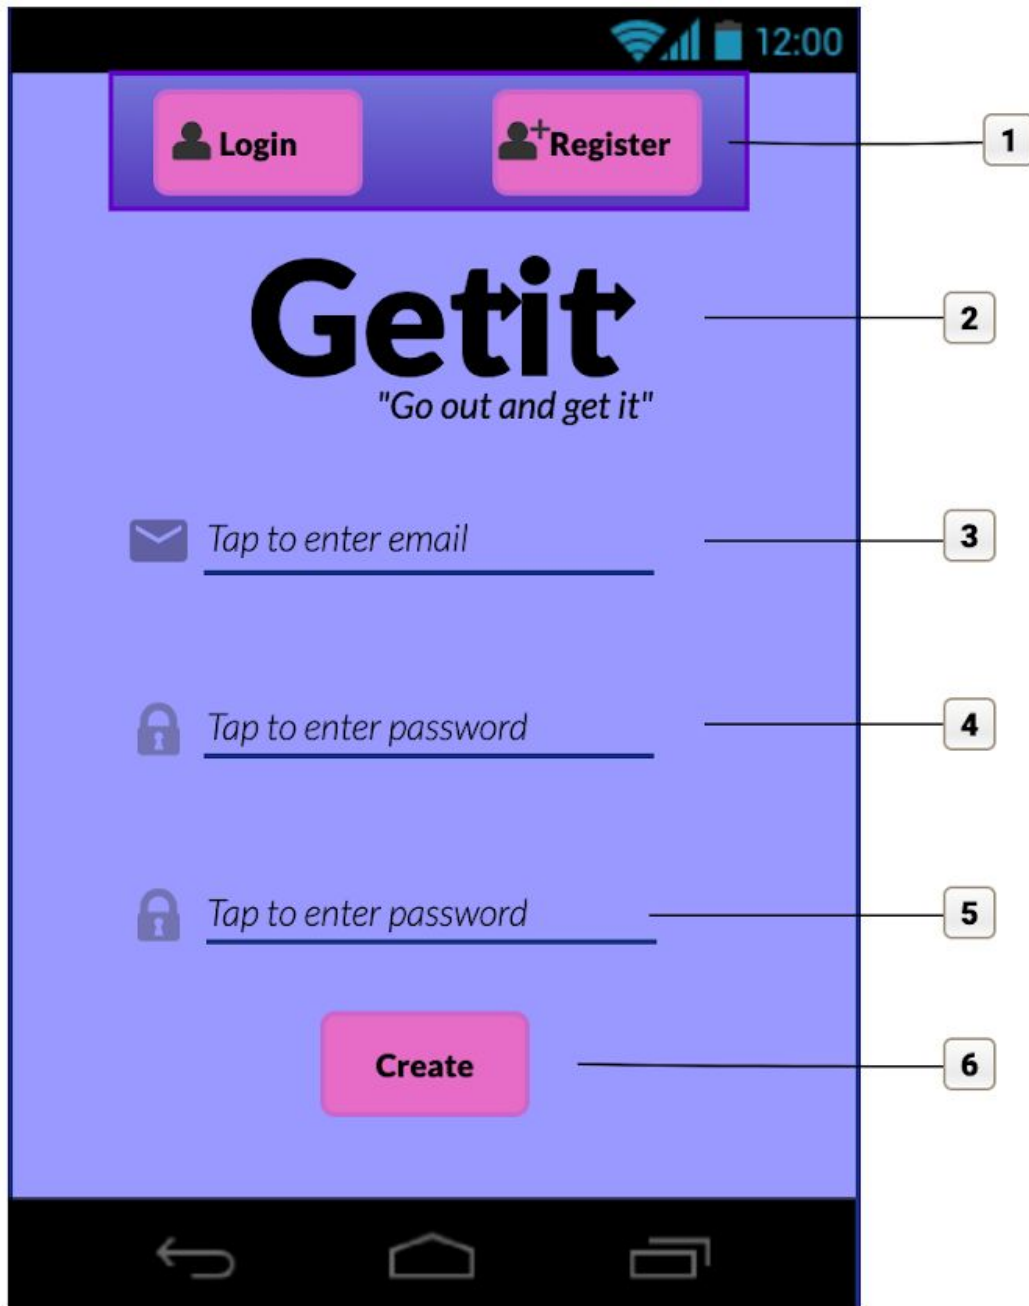 12:00
Login Register
1
Getit
2
"Go out and get it"
Tap to enter email
3
Tap to enter password
4
Tap to enter password
5
Create
6